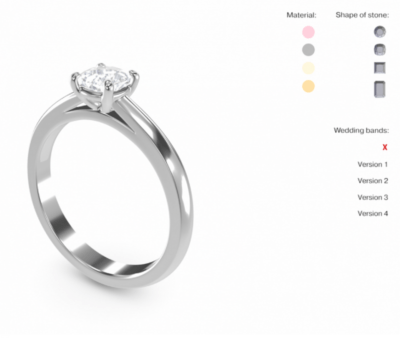 Material:
Shape of stone:
Wedding bands:
X
Version 1
Version 2
Version 3
Version 4